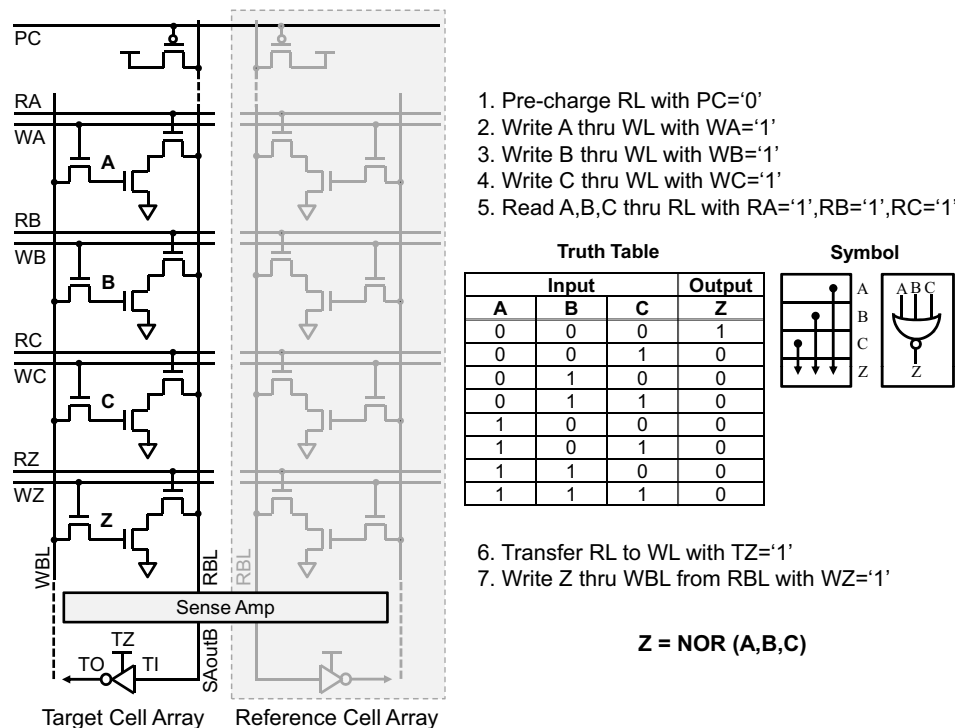 PC
RA
WA
A
RB
WB
B
RC
WC
C
RZ
WZ
Z
WBL
RBL
RBL
Sense Amp
TZ
TO
TI
SAoutB
Target Cell Array
Reference Cell Array
1. Pre-charge RL with PC=‘0’
2. Write A thru WL with WA=‘1’
3. Write B thru WL with WB=‘1’
4. Write C thru WL with WC=‘1’
5. Read A,B,C thru RL with RA=‘1’,RB=‘1’,RC=‘1’
Truth Table
Input Output
A B C Z
0 0 0 1
0 0 1 0
0 1 0 0
0 1 1 0
1 0 0 0
1 0 1 0
1 1 0 0
1 1 1 0
Symbol
A
B
C
Z
A B C
Z
6. Transfer RL to WL with TZ=‘1’
7. Write Z thru WBL from RBL with WZ=‘1’
Z = NOR (A,B,C)